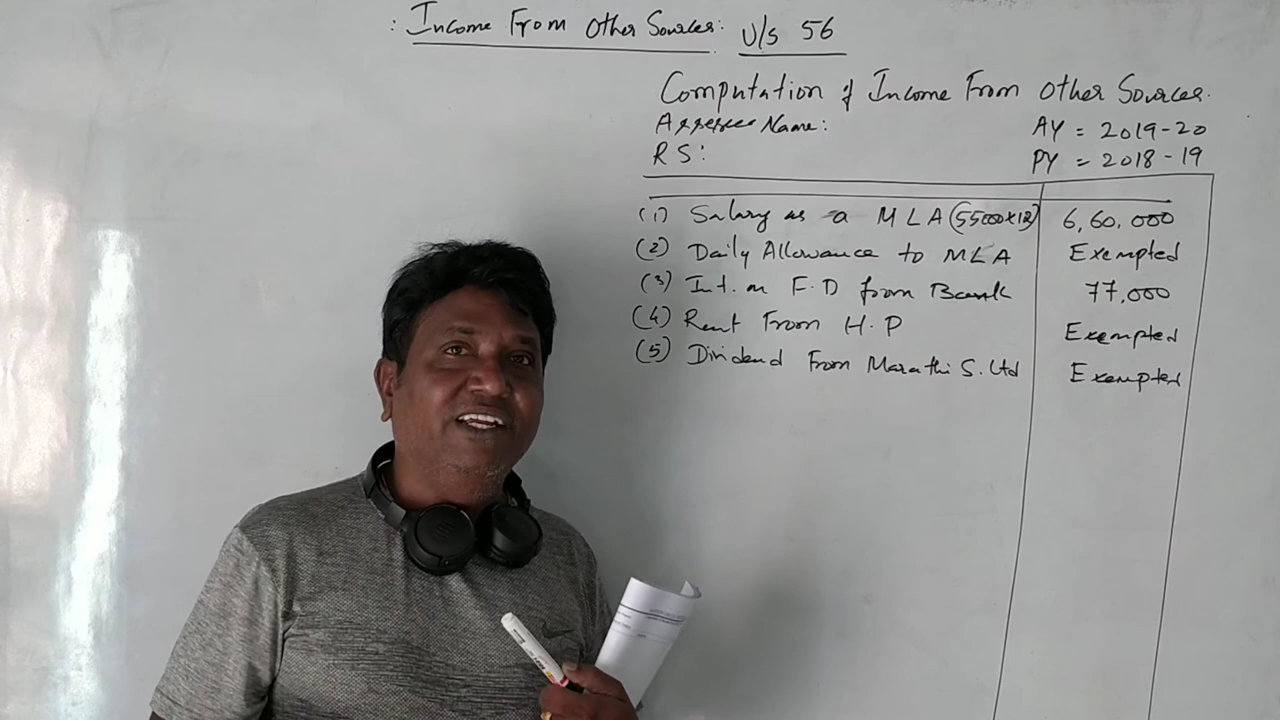 : Income From Other Sources: U/s 56
Computation of Income From Other Sources.
Assessee Name:
AY = 2019-20
R S:
PY = 2018-19
(1) Salary as a MLA (55000x12) 6,60,000
(2) Daily Allowance to MLA Exempted
(3) Int. on F.D from Bank 77,000
(4) Rent From H.P Exempted
(5) Dividend From Marathi S. Ltd Exempted